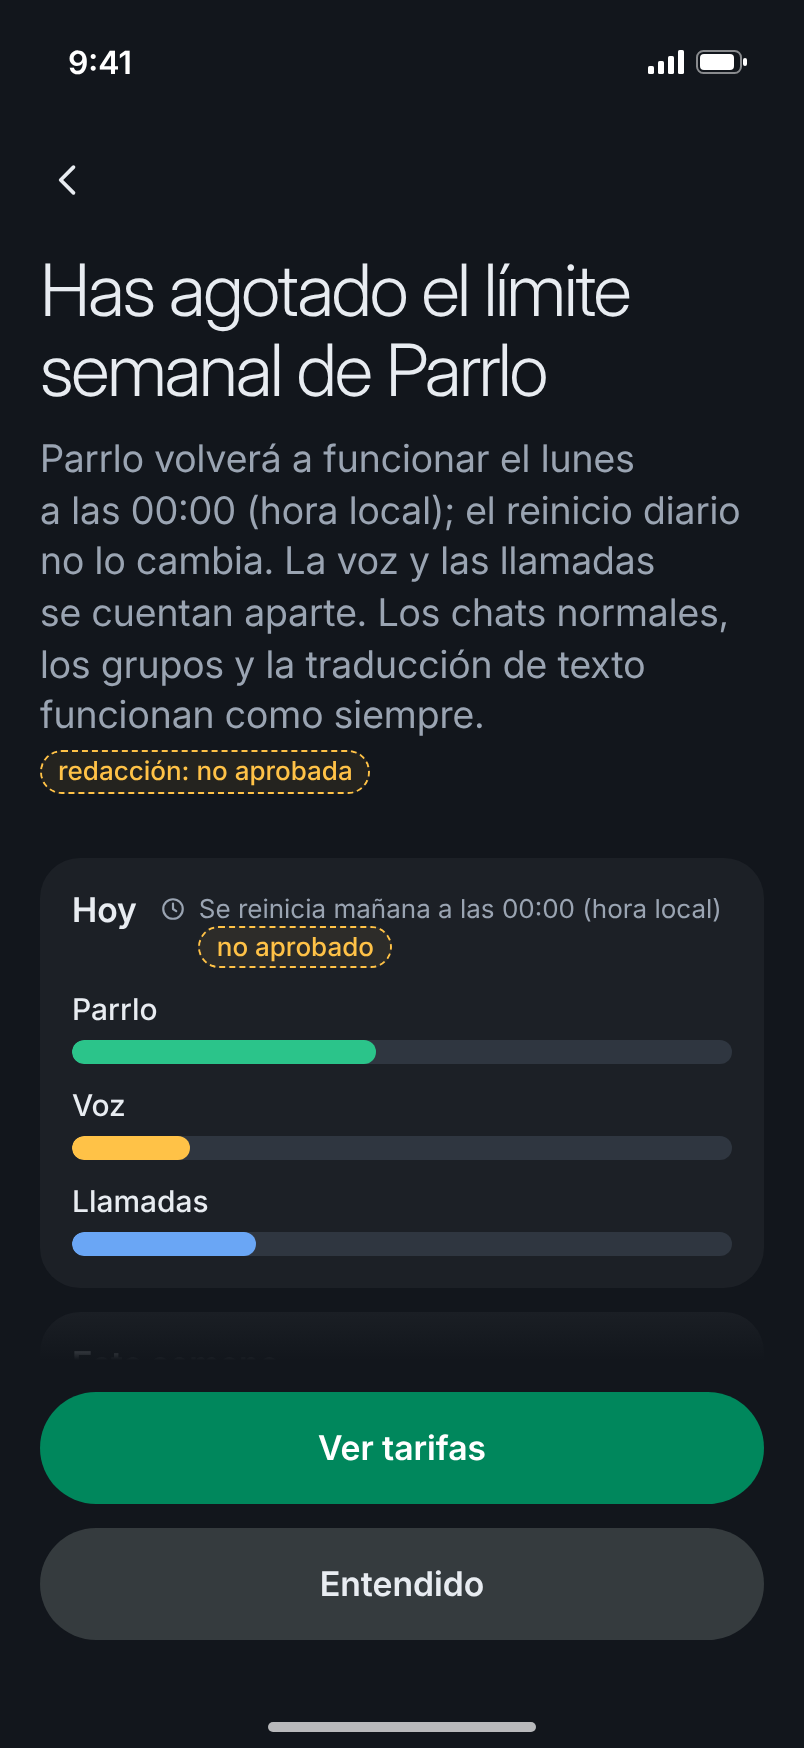 9:41
Has agotado el límite
semanal de Parrlo
Parrlo volverá a funcionar el lunes
a las 00:00 (hora local); el reinicio diario
no lo cambia. La voz y las llamadas
se cuentan aparte. Los chats normales,
los grupos y la traducción de texto
funcionan como siempre.
redacción: no aprobada
Hoy Se reinicia mañana a las 00:00 (hora local)
no aprobado
Parrlo
Voz
Llamadas
Ver tarifas
Entendido